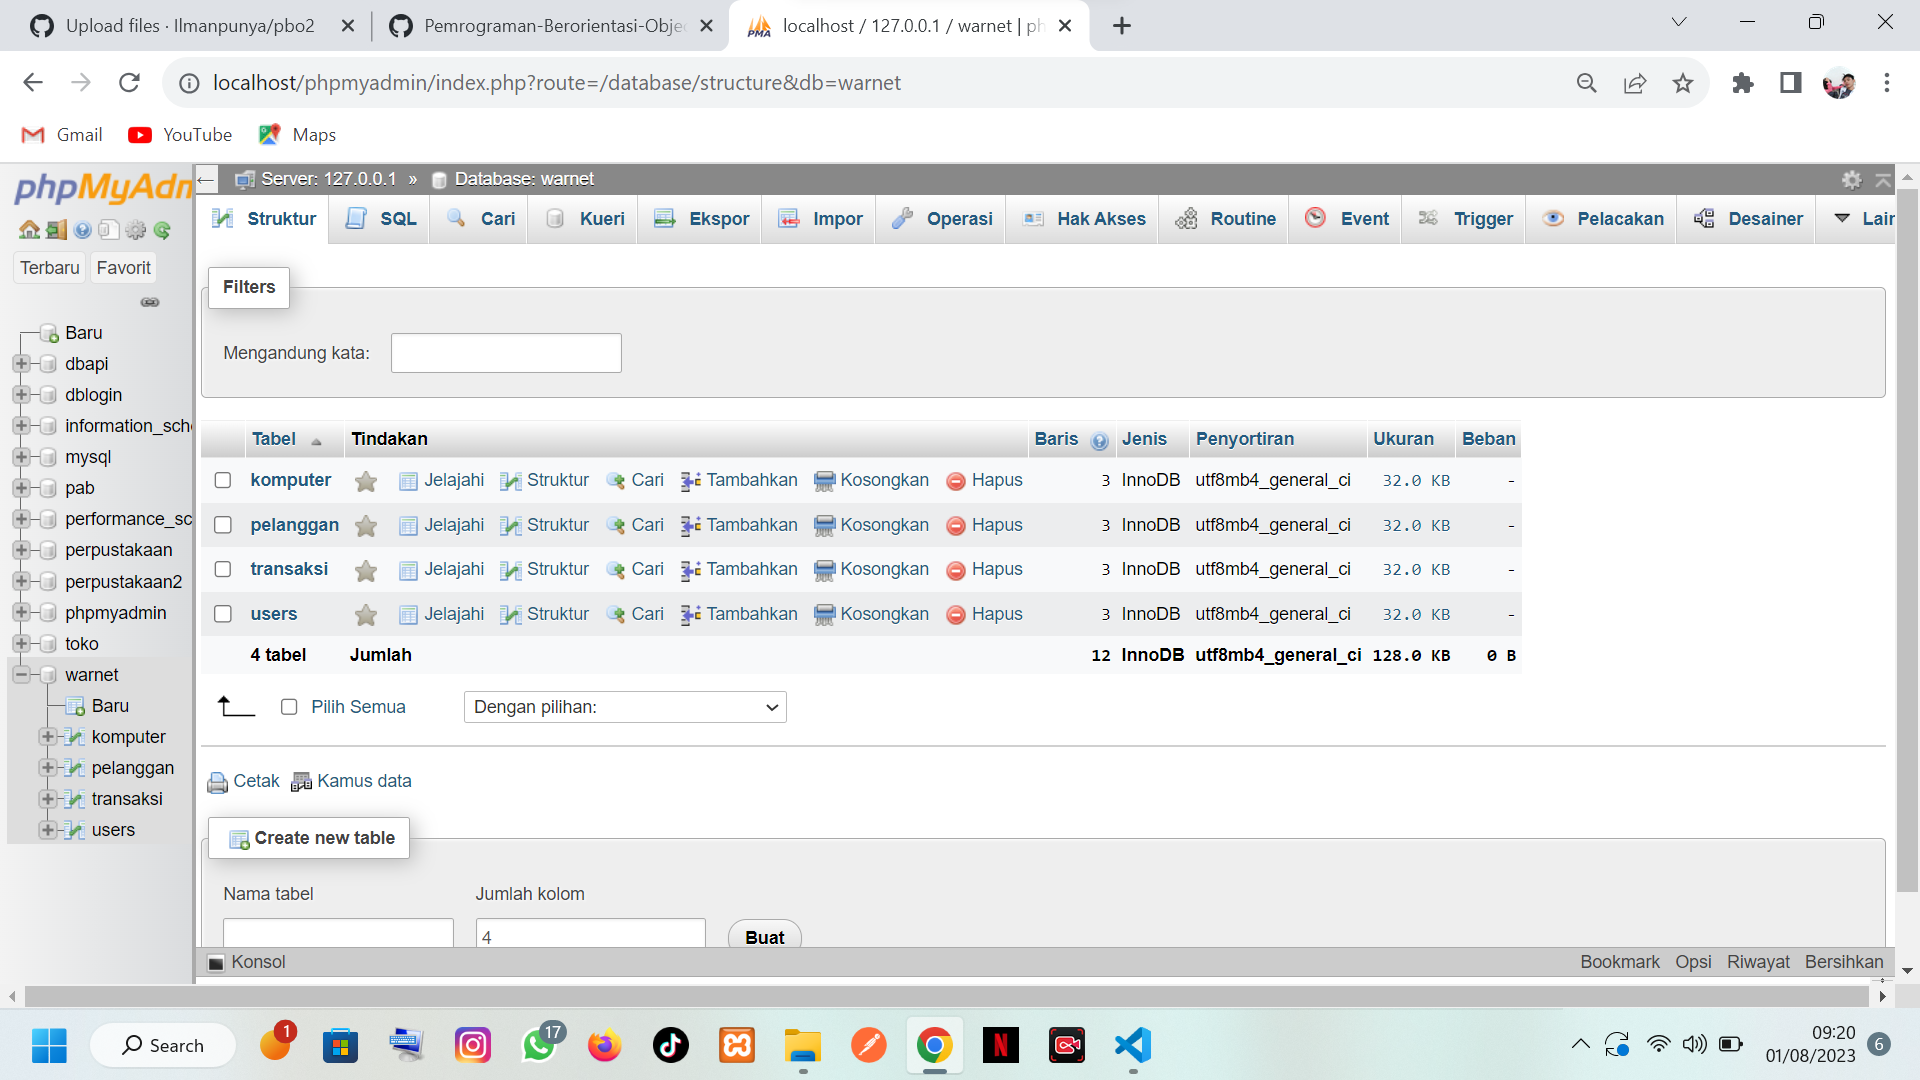 Upload files · Ilmanpunya/pbo2
Pemrograman-Berorientasi-Objec
localhost / 127.0.0.1 / warnet | ph
localhost/phpmyadmin/index.php?route=/database/structure&db=warnet
Gmail YouTube Maps
phpMyAdm
Server: 127.0.0.1 » Database: warnet
Struktur SQL Cari Kueri Ekspor Impor Operasi Hak Akses Routine Event Trigger Pelacakan Desainer Lain
Terbaru Favorit
Baru
dbapi
dblogin
information_sche
mysql
pab
performance_sc
perpustakaan
perpustakaan2
phpmyadmin
toko
warnet
Baru
komputer
pelanggan
transaksi
users
Filters
Mengandung kata:
Tabel Tindakan Baris Jenis Penyortiran Ukuran Beban
komputer Jelajahi Struktur Cari Tambahkan Kosongkan Hapus 3 InnoDB utf8mb4_general_ci 32.0 KB -
pelanggan Jelajahi Struktur Cari Tambahkan Kosongkan Hapus 3 InnoDB utf8mb4_general_ci 32.0 KB -
transaksi Jelajahi Struktur Cari Tambahkan Kosongkan Hapus 3 InnoDB utf8mb4_general_ci 32.0 KB -
users Jelajahi Struktur Cari Tambahkan Kosongkan Hapus 3 InnoDB utf8mb4_general_ci 32.0 KB -
4 tabel Jumlah 12 InnoDB utf8mb4_general_ci 128.0 KB 0 B
Pilih Semua Dengan pilihan:
Cetak Kamus data
Create new table
Nama tabel Jumlah kolom
4 Buat
Konsol Bookmark Opsi Riwayat Bersihkan
Search 1 17 09:20
01/08/2023 6